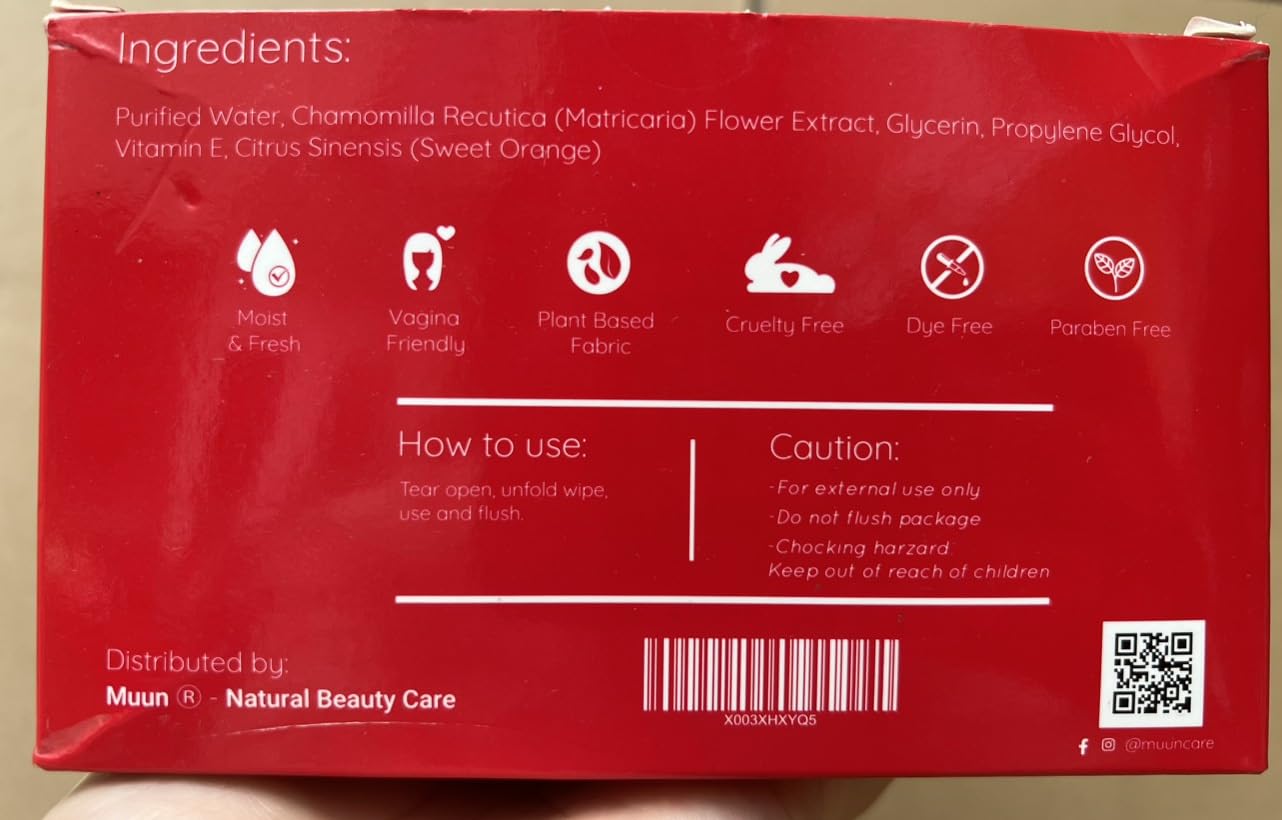 Ingredients:
Purified Water, Chamomilla Recutica (Matricaria) Flower Extract, Glycerin, Propylene Glycol,
Vitamin E, Citrus Sinensis (Sweet Orange)
Moist
& Fresh
Vagina
Friendly
Plant Based
Fabric
Cruelty Free
Dye Free
Paraben Free
How to use:
Tear open, unfold wipe,
use and flush.
Caution:
-For external use only
-Do not flush package
-Chocking harzard
Keep out of reach of children
Distributed by:
Muun ® - Natural Beauty Care
X003XHXYQ5
@muuncare